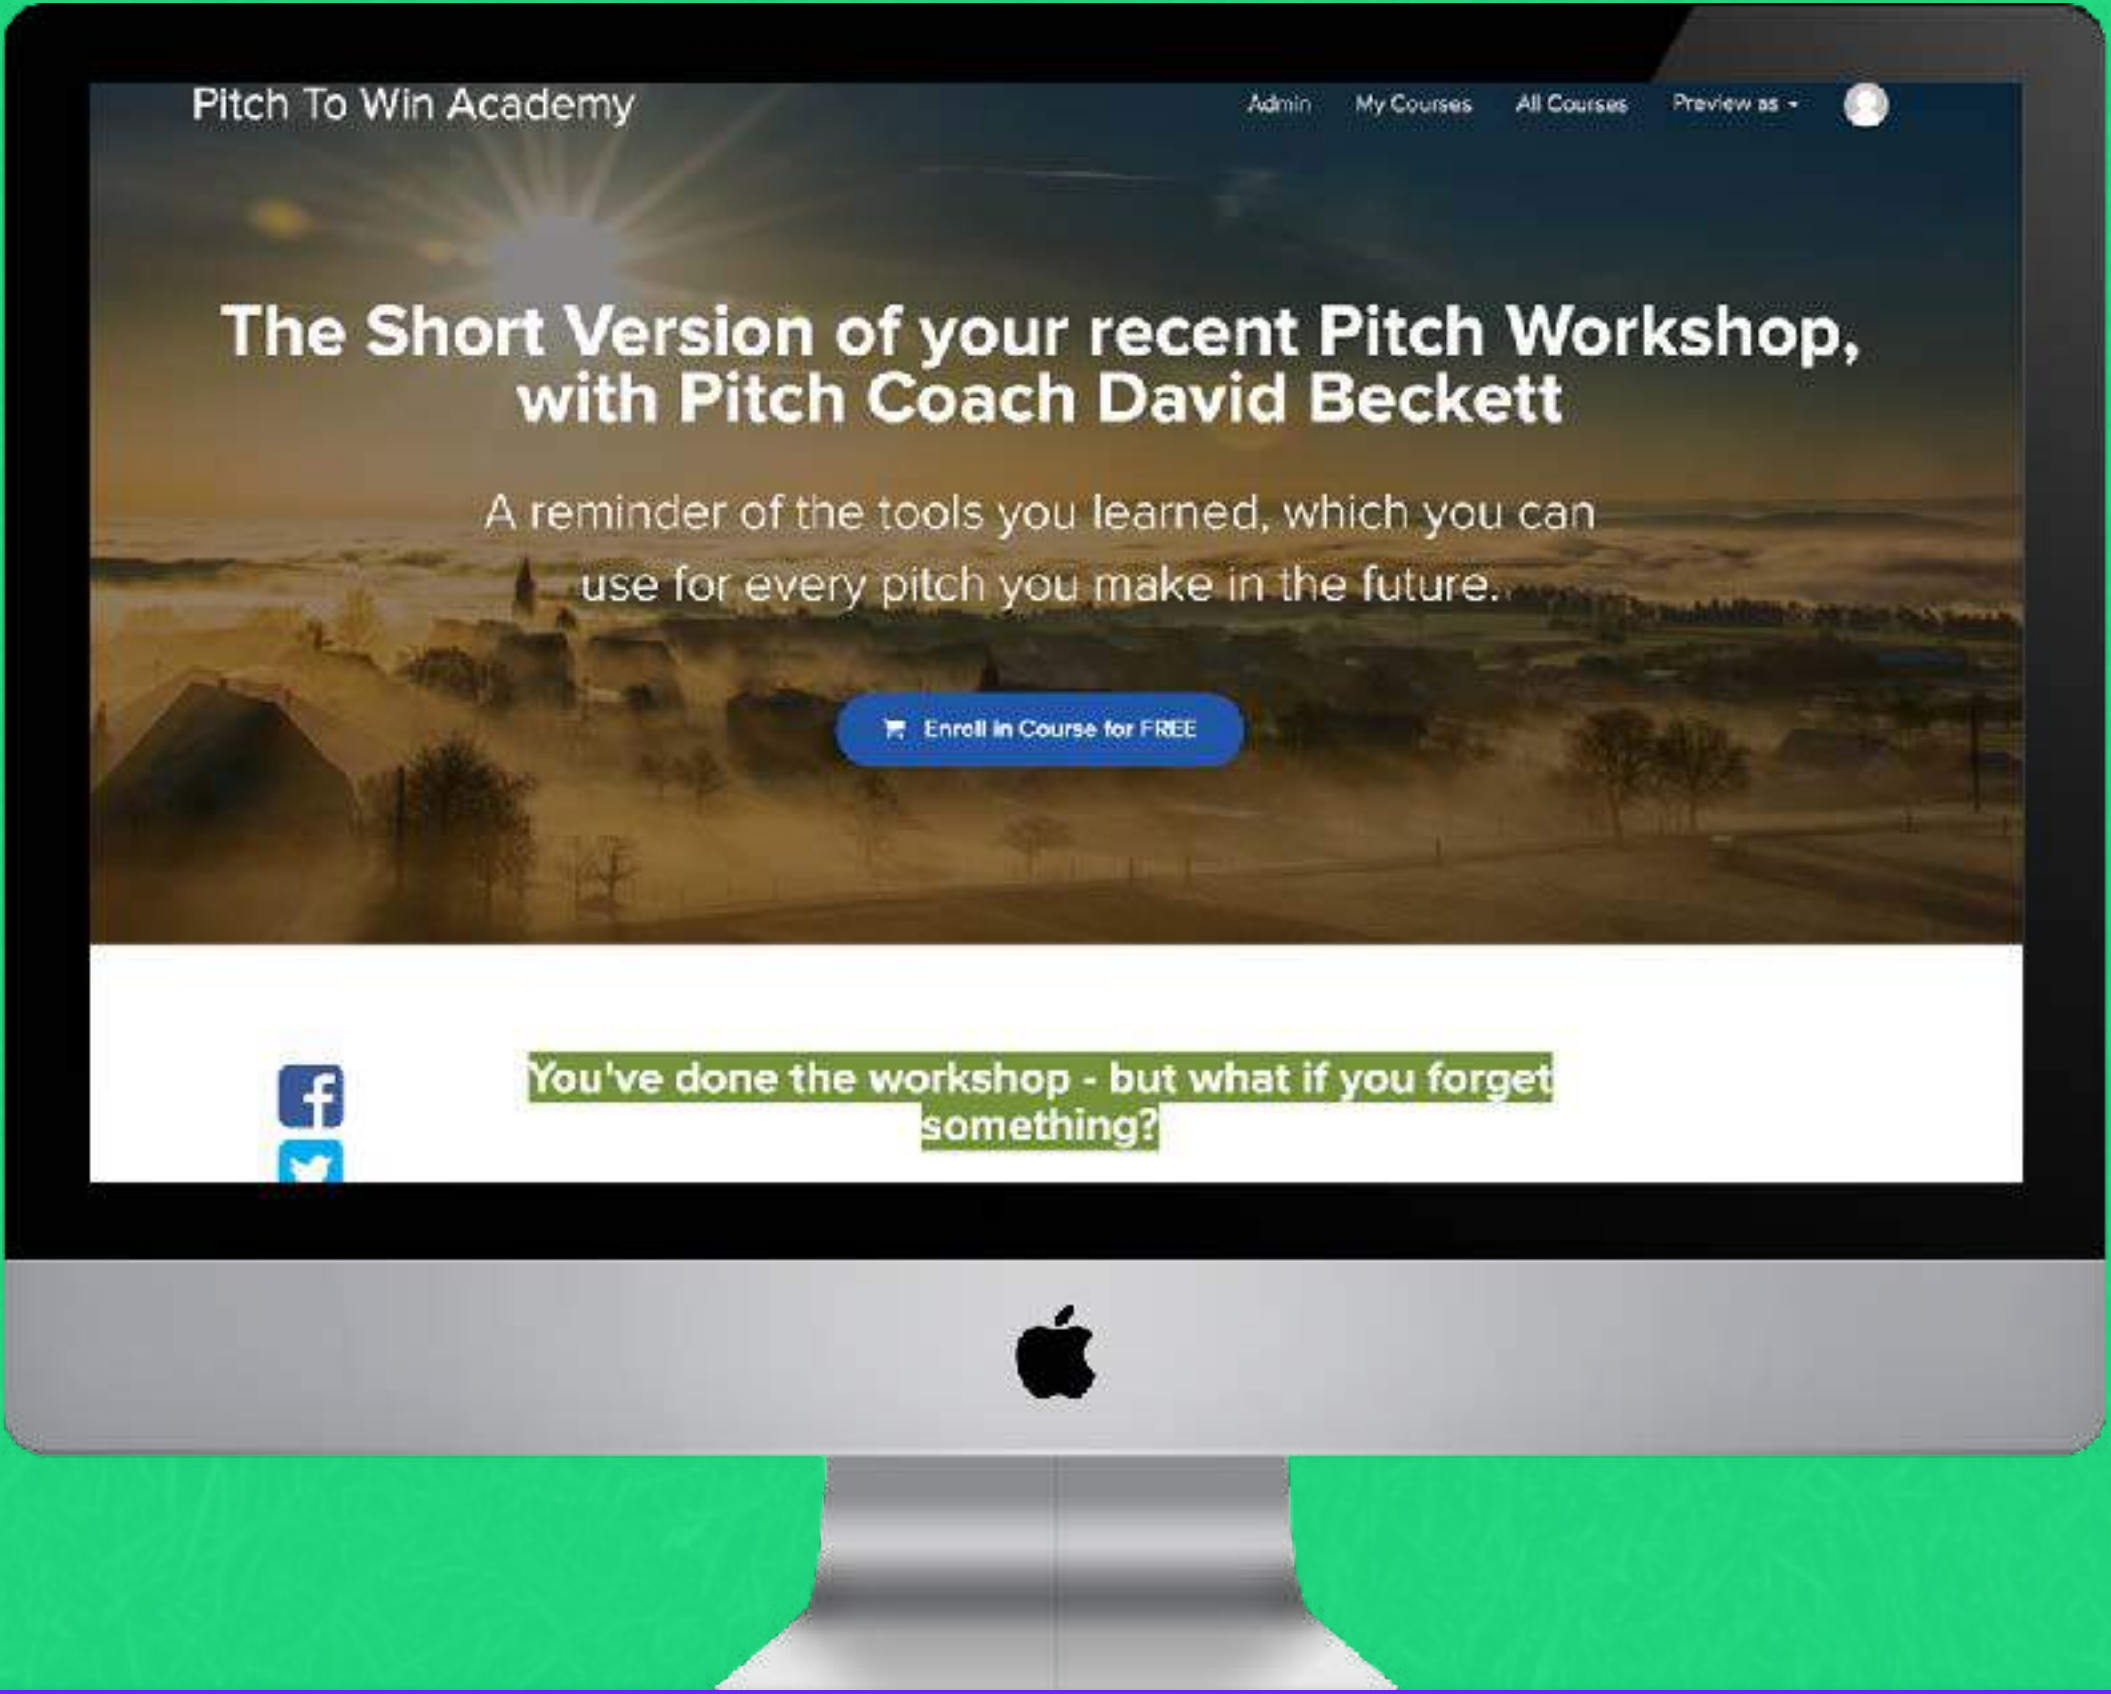 Pitch To Win Academy
Admin My Courses All Courses Preview as
The Short Version of your recent Pitch Workshop,
with Pitch Coach David Beckett
A reminder of the tools you learned, which you can
use for every pitch you make in the future.
Enroll in Course for FREE
You've done the workshop - but what if you forget
something?